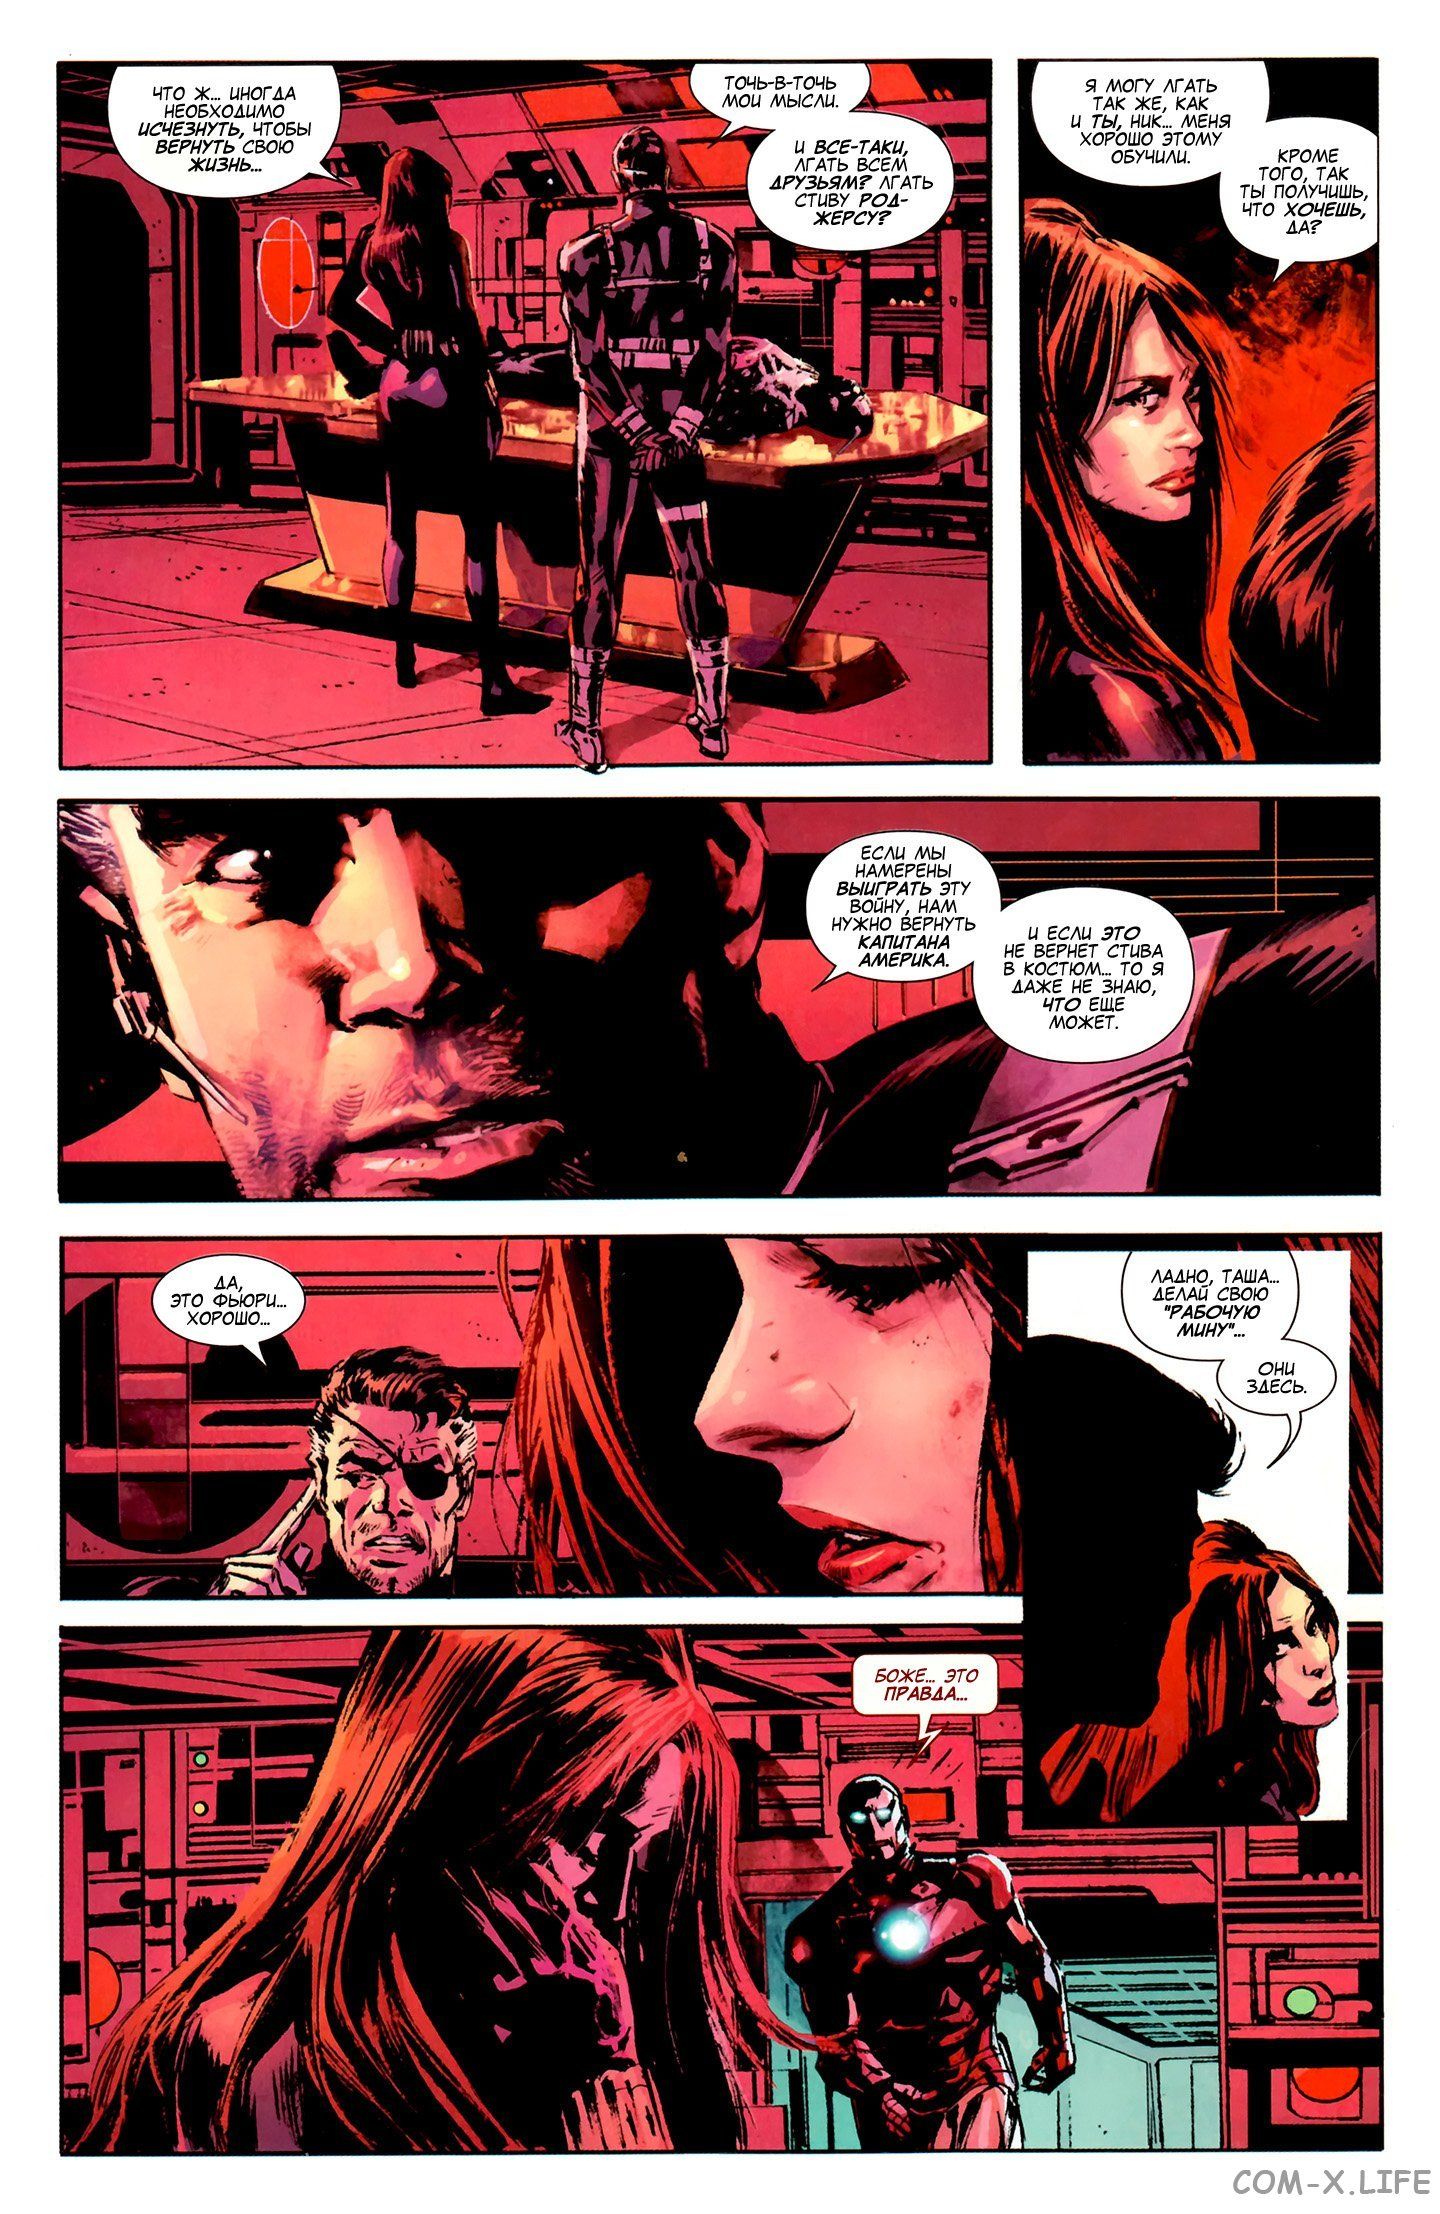 ЧТО Ж... ИНОГДА
НЕОБХОДИМО
ИСЧЕЗНУТЬ, ЧТОБЫ
ВЕРНУТЬ СВОЮ
ЖИЗНЬ...
ТОЧЬ-В-ТОЧЬ
МОИ МЫСЛИ.
И ВСЕ-ТАКИ,
ЛГАТЬ ВСЕМ
ДРУЗЬЯМ? ЛГАТЬ
СТИВУ РОД-
ЖЕРСУ?
Я МОГУ ЛГАТЬ
ТАК ЖЕ, КАК
И ТЫ, НИК... МЕНЯ
ХОРОШО ЭТОМУ
ОБУЧИЛИ.
КРОМЕ
ТОГО, ТАК
ТЫ ПОЛУЧИШЬ,
ЧТО ХОЧЕШЬ,
ДА?
ЕСЛИ МЫ
НАМЕРЕНЫ
ВЫИГРАТЬ ЭТУ
ВОЙНУ, НАМ
НУЖНО ВЕРНУТЬ
КАПИТАНА
АМЕРИКА.
И ЕСЛИ ЭТО
НЕ ВЕРНЕТ СТИВА
В КОСТЮМ... ТО Я
ДАЖЕ НЕ ЗНАЮ,
ЧТО ЕЩЕ
МОЖЕТ.
ДА,
ЭТО ФЬЮРИ...
ХОРОШО...
ЛАДНО, ТАША...
ДЕЛАЙ СВОЮ
"РАБОЧУЮ
МИНУ"...
ОНИ
ЗДЕСЬ.
БОЖЕ... ЭТО
ПРАВДА...
COM-X.LIFE